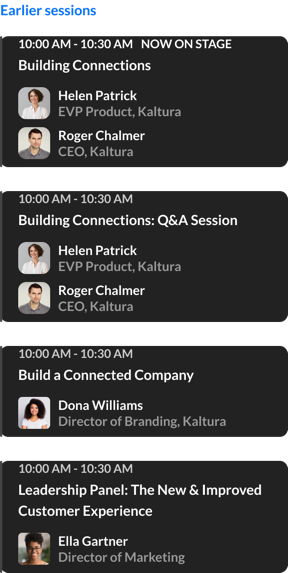 Earlier sessions
10:00 AM - 10:30 AM NOW ON STAGE
Building Connections
Helen Patrick
EVP Product, Kaltura
Roger Chalmer
CEO, Kaltura
10:00 AM - 10:30 AM
Building Connections: Q&A Session
Helen Patrick
EVP Product, Kaltura
Roger Chalmer
CEO, Kaltura
10:00 AM - 10:30 AM
Build a Connected Company
Dona Williams
Director of Branding, Kaltura
10:00 AM - 10:30 AM
Leadership Panel: The New & Improved
Customer Experience
Ella Gartner
Director of Marketing